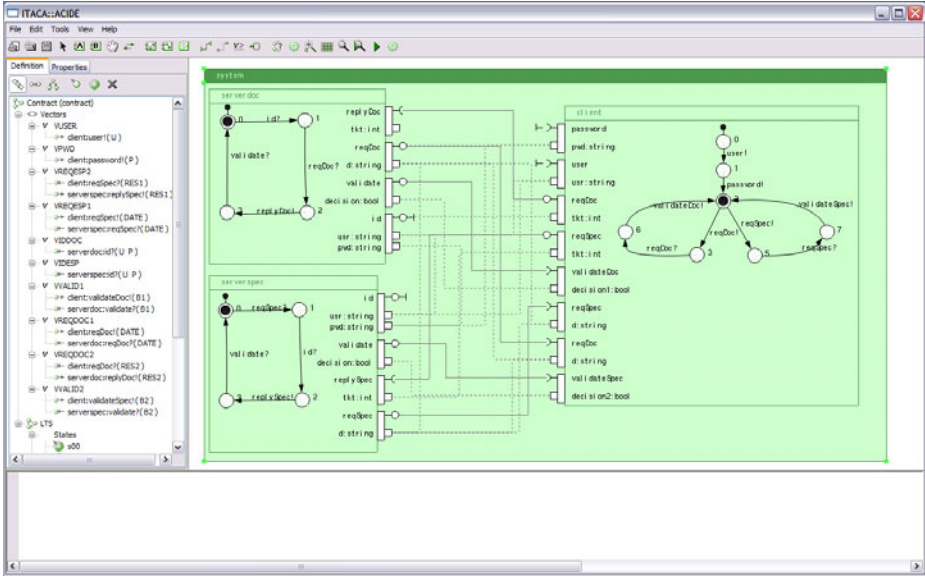 ITACA::ACIDE
File Edit Tools View Help
Definition Properties
Contract (contract)
Vectors
VUSER
client:user!( U )
VPWD
client:password!( P )
VREQESP2
client:reqSpec?( RES1 )
serverspec:replySpec!( RES1 )
VREQESP1
client:reqSpec!( DATE )
serverspec:reqSpec?( DATE )
VIDDOC
serverdoc:id?( U P )
VIDESP
serverspec:id?( U P )
VVALID1
client:validateDoc!( B1 )
serverdoc:validate?( B1 )
VREQDOC1
client:reqDoc!( DATE )
serverdoc:reqDoc?( DATE )
VREQDOC2
client:reqDoc?( RES2 )
serverdoc:replyDoc!( RES2 )
VVALID2
client:validateSpec!( B2 )
serverspec:validate?( B2 )
LTS
States
s00
system
serverdoc
0 id? 1
validate? reqDoc?
replyDoc! 2
replyDoc
tkt:int
reqDoc
d:string
validate
decision:bool
id
usr:string
pwd:string
serverspec
0 reqSpec? 1
validate? id?
replySpec! 2
id
usr:string
pwd:string
validate
decision:bool
replySpec
tkt:int
reqSpec
d:string
client
password
pwd:string
user
usr:string
reqDoc
tkt:int
reqSpec
tkt:int
validateDoc
decision1:bool
reqSpec
d:string
reqDoc
d:string
validateSpec
decision2:bool
0
user!
1
password!
validateDoc! validateSpec!
6 reqDoc! reqSpec! 7
reqDoc? 3 5 reqSpec?